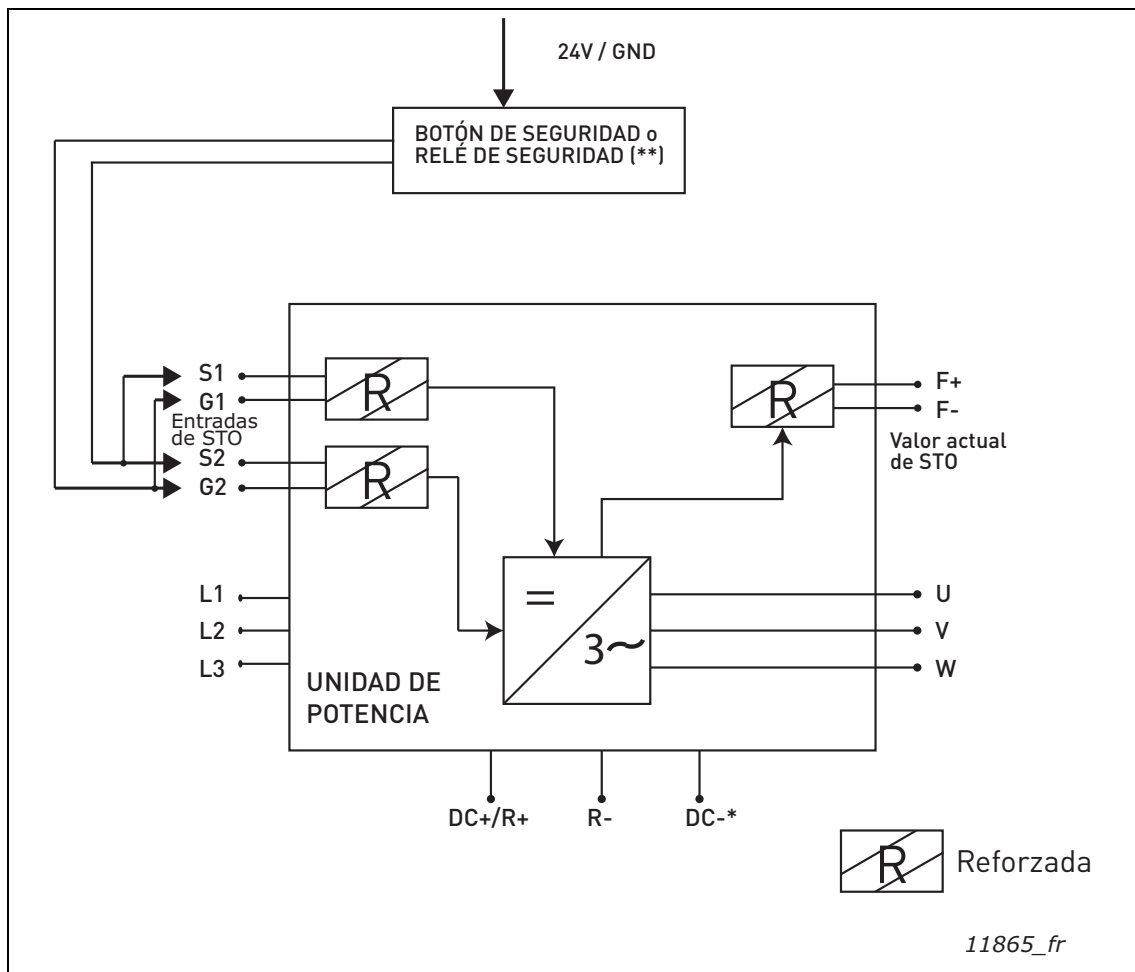 24V / GND
BOTÓN DE SEGURIDAD o
RELÉ DE SEGURIDAD (**)
S1
G1
Entradas
de STO
S2
G2
R
R
R
F+
F-
Valor actual
de STO
L1
L2
L3
=
3~
U
V
W
UNIDAD DE
POTENCIA
DC+/R+
R-
DC-*
R
Reforzada
11865_fr